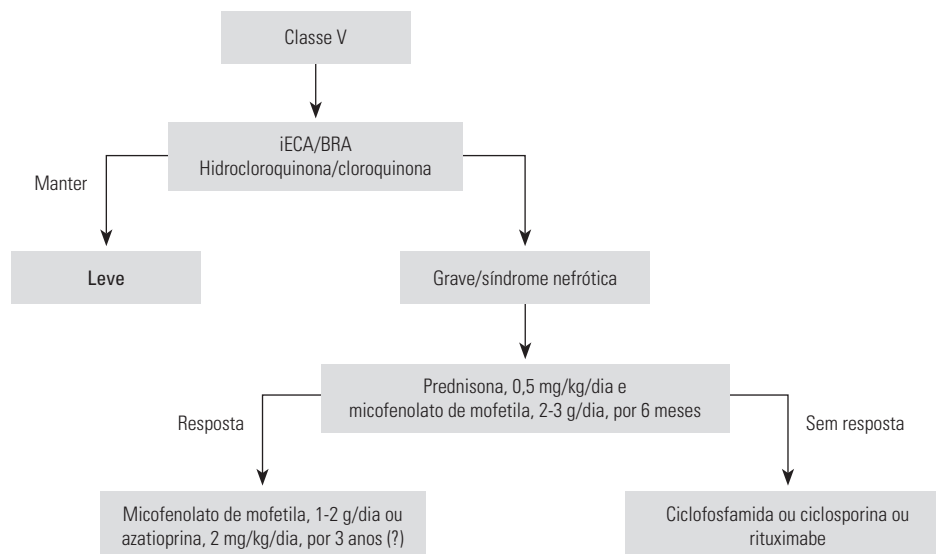 Classe V
iECA/BRA
Hidrocloroquinona/cloroquinona
Manter
Leve
Grave/síndrome nefrótica
Prednisona, 0,5 mg/kg/dia e
micofenolato de mofetila, 2-3 g/dia, por 6 meses
Resposta
Sem resposta
Micofenolato de mofetila, 1-2 g/dia ou
azatioprina, 2 mg/kg/dia, por 3 anos (?)
Ciclofosfamida ou ciclosporina ou
rituximabe